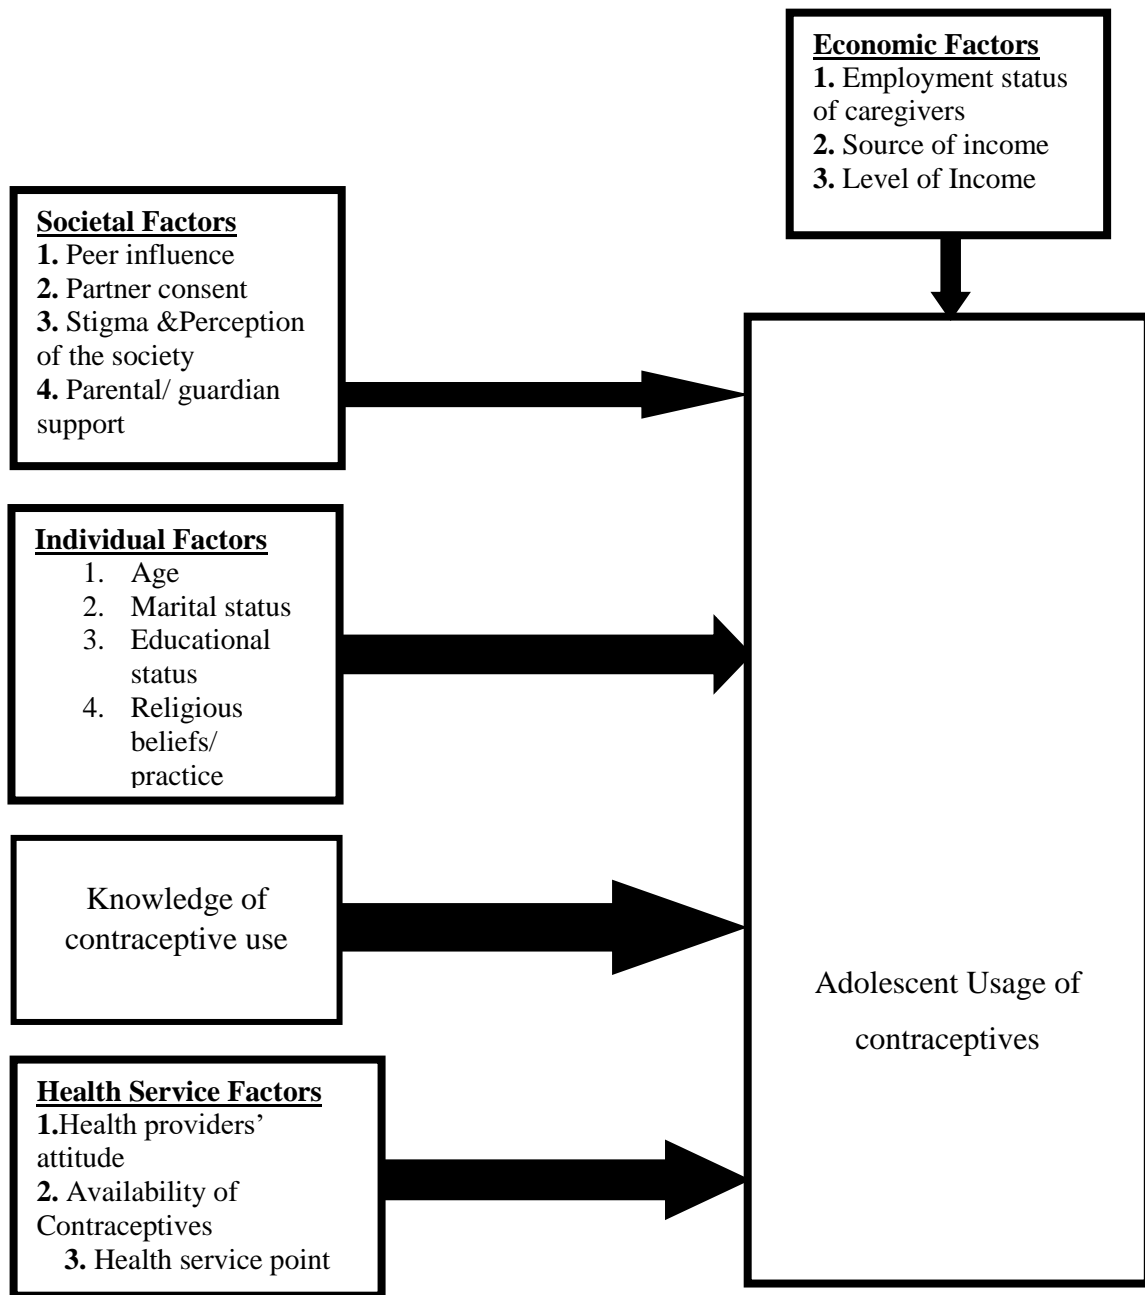 Economic Factors
1. Employment status
of caregivers
2. Source of income
3. Level of Income
Societal Factors
1. Peer influence
2. Partner consent
3. Stigma &Perception
of the society
4. Parental/ guardian
support
Individual Factors
1. Age
2. Marital status
3. Educational
status
4. Religious
beliefs/
practice
Knowledge of
contraceptive use
Adolescent Usage of
contraceptives
Health Service Factors
1.Health providers’
attitude
2. Availability of
Contraceptives
3. Health service point